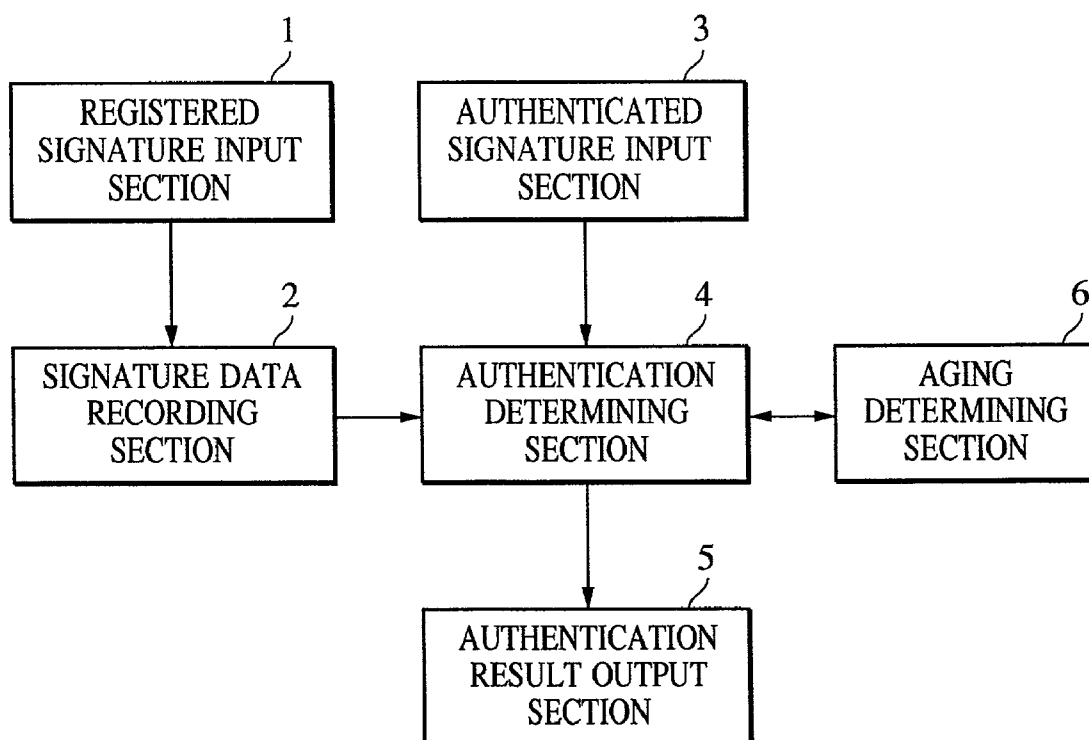 1
REGISTERED
SIGNATURE INPUT
SECTION
3
AUTHENTICATED
SIGNATURE INPUT
SECTION
2
SIGNATURE DATA
RECORDING
SECTION
4
AUTHENTICATION
DETERMINING
SECTION
6
AGING
DETERMINING
SECTION
5
AUTHENTICATION
RESULT OUTPUT
SECTION